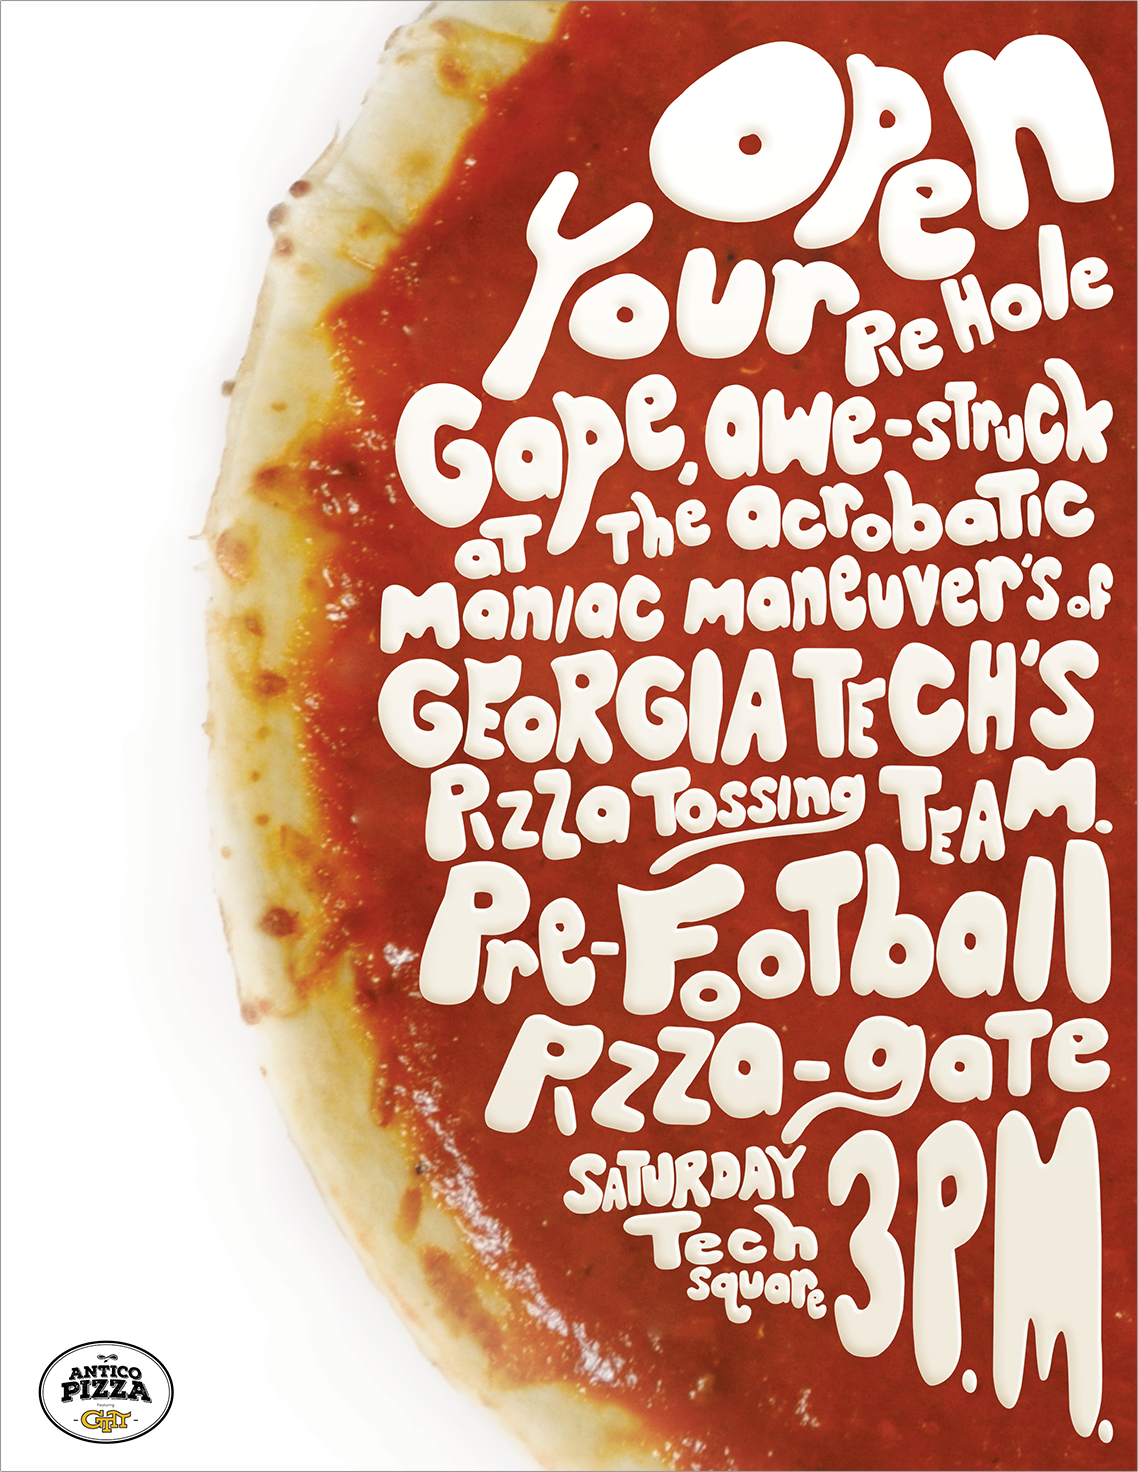 Open
Your Pie Hole
Gape, awe-struck
at The acrobatic
maniac maneuver's of
GEORGIA TECH'S
Pizza Tossing TEAM.
Pre-Football
Pizza-gate
SATURDAY
Tech
square
3P.M.
ANTICO
PIZZA
Featuring